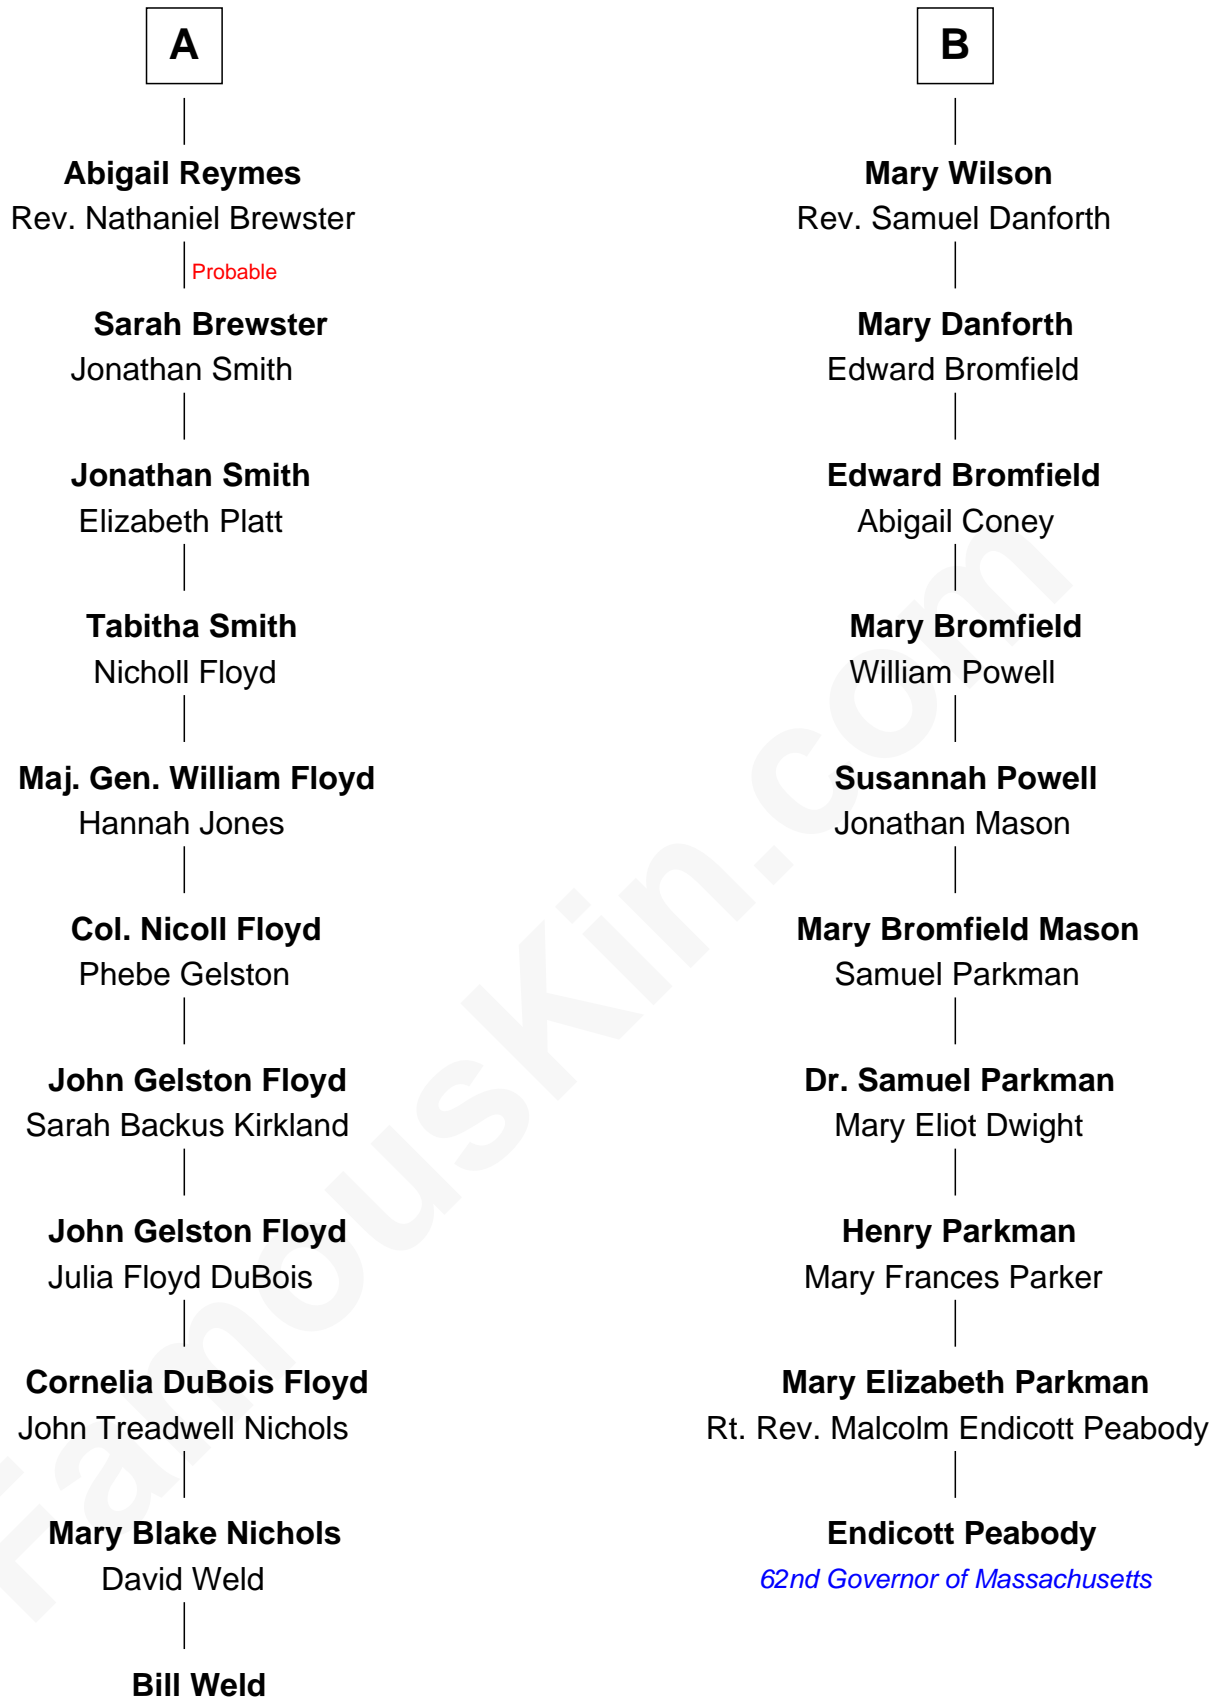 A
Abigail Reymes
Rev. Nathaniel Brewster
Probable
Sarah Brewster
Jonathan Smith
Jonathan Smith
Elizabeth Platt
Tabitha Smith
Nicholl Floyd
Maj. Gen. William Floyd
Hannah Jones
Col. Nicoll Floyd
Phebe Gelston
John Gelston Floyd
Sarah Backus Kirkland
John Gelston Floyd
Julia Floyd DuBois
Cornelia DuBois Floyd
John Treadwell Nichols
Mary Blake Nichols
David Weld
Bill Weld
B
Mary Wilson
Rev. Samuel Danforth
Mary Danforth
Edward Bromfield
Edward Bromfield
Abigail Coney
Mary Bromfield
William Powell
Susannah Powell
Jonathan Mason
Mary Bromfield Mason
Samuel Parkman
Dr. Samuel Parkman
Mary Eliot Dwight
Henry Parkman
Mary Frances Parker
Mary Elizabeth Parkman
Rt. Rev. Malcolm Endicott Peabody
Endicott Peabody
62nd Governor of Massachusetts
FamousKin.com